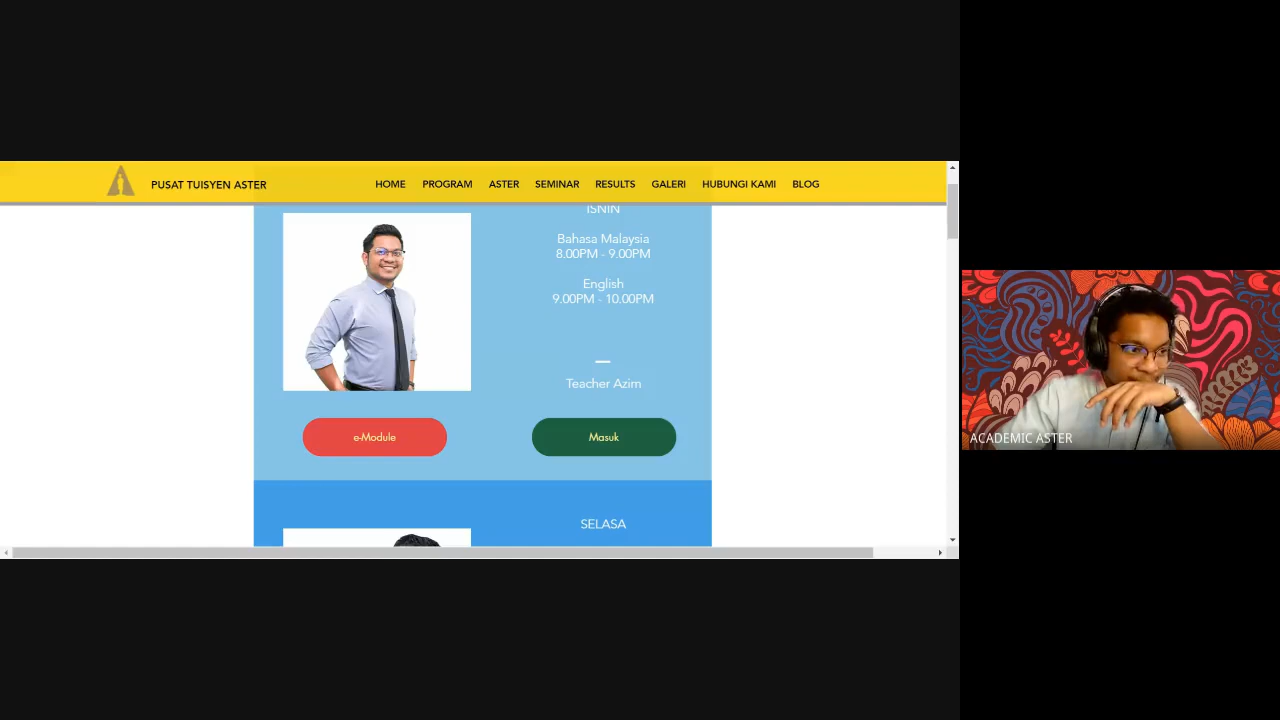 PUSAT TUISYEN ASTER
HOME PROGRAM ASTER SEMINAR RESULTS GALERI HUBUNGI KAMI BLOG
ISNIN
Bahasa Malaysia
8.00PM - 9.00PM
English
9.00PM - 10.00PM
Teacher Azim
e-Module
Masuk
SELASA
ACADEMIC ASTER